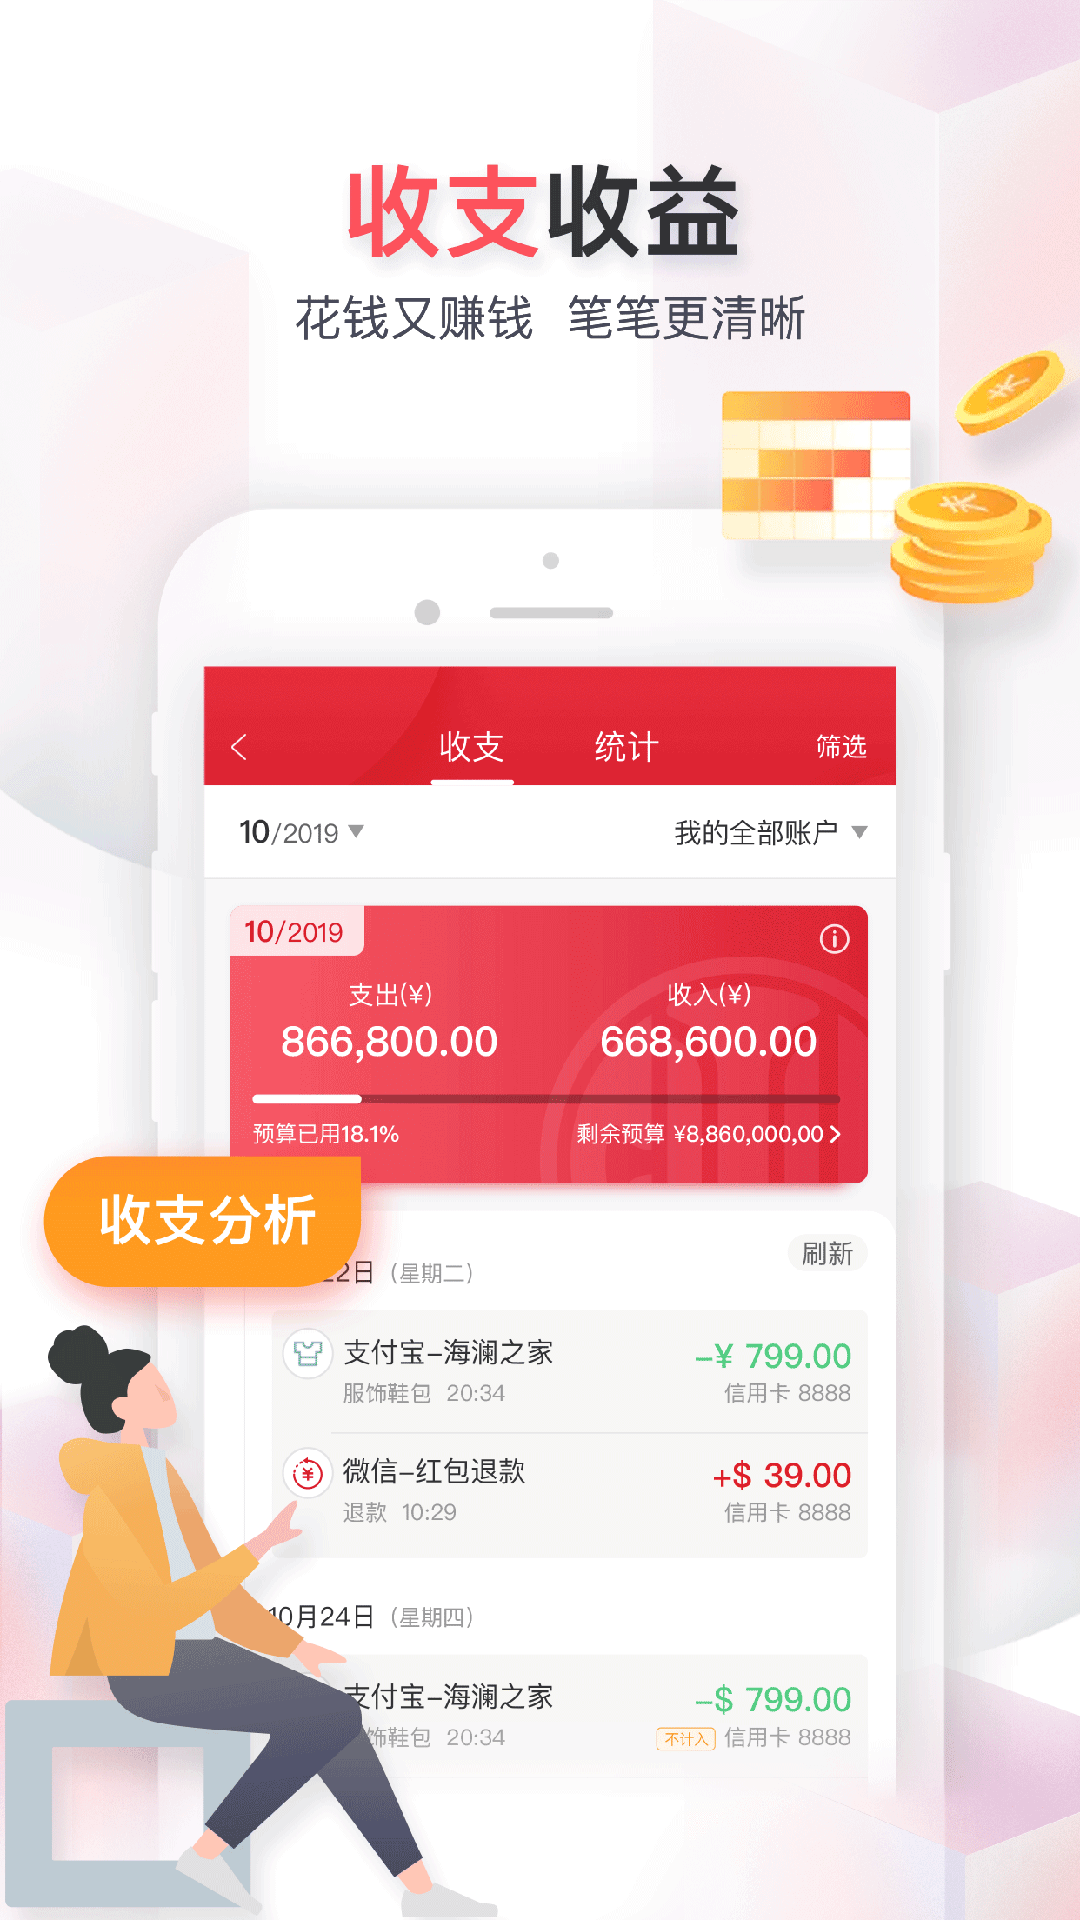 收支收益
花钱又赚钱 笔笔更清晰
收支 统计 筛选
10/2019 我的全部账户
10/2019
支出(¥) 收入(¥)
866,800.00 668,600.00
预算已用18.1% 剩余预算 ¥8,860,000,00
收支分析
刷新
22日 (星期二)
支付宝–海澜之家 –¥ 799.00
服饰鞋包 20:34 信用卡 8888
微信–红包退款 +$ 39.00
退款 10:29 信用卡 8888
10月24日 (星期四)
支付宝–海澜之家 –$ 799.00
饰鞋包 20:34 不计入 信用卡 8888